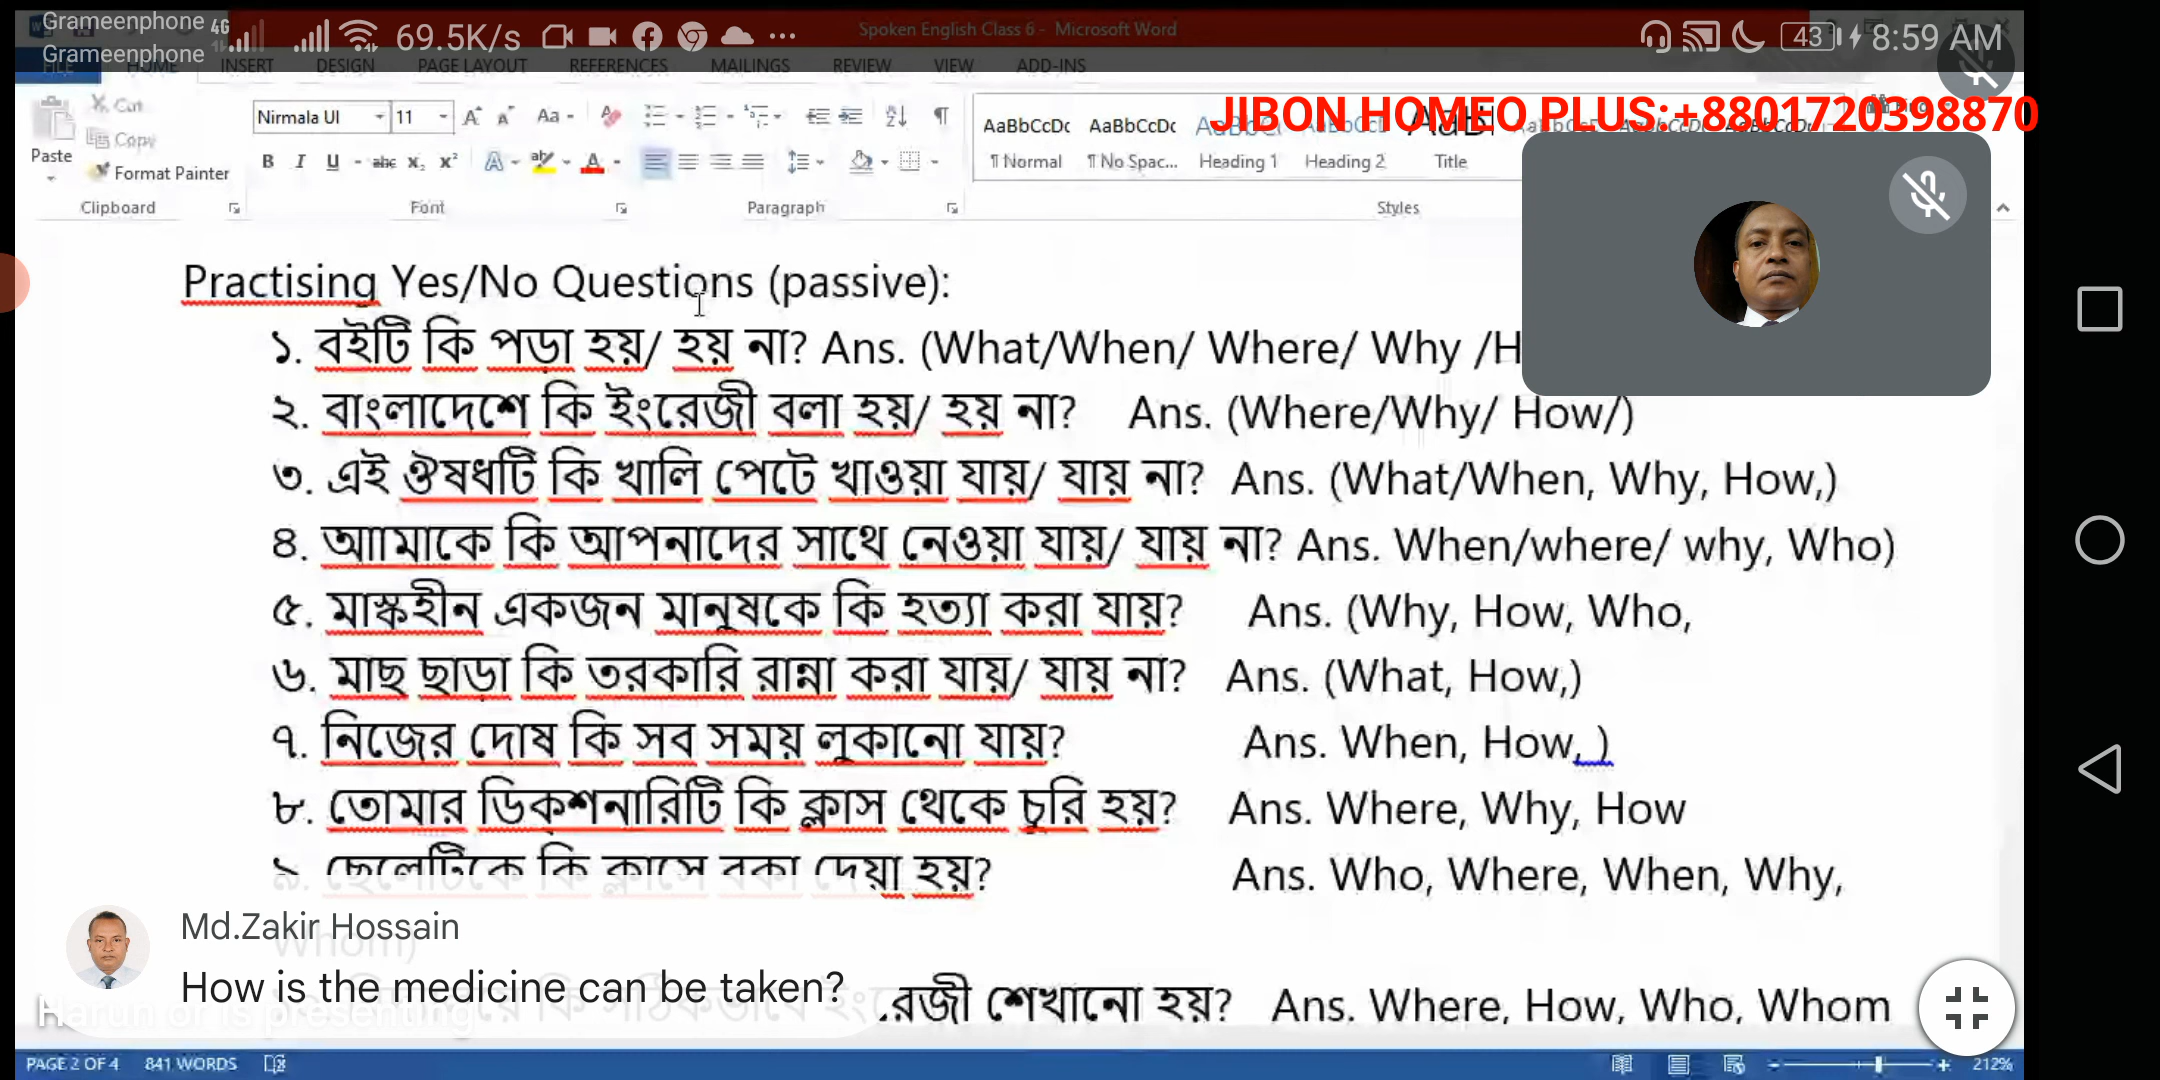 Grameenphone
Grameenphone
4G
69.5K/s
Spoken English Class 6 - Microsoft Word
43
8:59 AM
FILE HOME INSERT DESIGN PAGE LAYOUT REFERENCES MAILINGS REVIEW VIEW ADD-INS
JIBON HOMEO PLUS:+8801720398870
Cut
Copy
Paste
Format Painter
Nirmala UI 11
AaBbCcDc AaBbCcDc
¶ Normal ¶ No Spac... Heading 1 Heading 2 Title
Clipboard Font Paragraph Styles
Practising Yes/No Questions (passive):
১. বইটি কি পড়া হয়/ হয় না? Ans. (What/When/ Where/ Why /H
২. বাংলাদেশে কি ইংরেজী বলা হয়/ হয় না? Ans. (Where/Why/ How/)
৩. এই ঔষধটি কি খালি পেটে খাওয়া যায়/ যায় না? Ans. (What/When, Why, How,)
৪. আামাকে কি আপনাদের সাথে নেওয়া যায়/ যায় না? Ans. When/where/ why, Who)
৫. মাস্কহীন একজন মানুষকে কি হত্যা করা যায়? Ans. (Why, How, Who,
৬. মাছ ছাড়া কি তরকারি রান্না করা যায়/ যায় না? Ans. (What, How,)
৭. নিজের দোষ কি সব সময় লুকানো যায়? Ans. When, How, )
৮. তোমার ডিকশনারিটি কি ক্লাস থেকে চুরি হয়? Ans. Where, Why, How
৯. ছেলেটিকে কি ক্লাসে বকা দেয়া হয়? Ans. Who, Where, When, Why,
Whom)
Md.Zakir Hossain
How is the medicine can be taken?
is presenting
শেখানো হয়? Ans. Where, How, Who, Whom
PAGE 2 OF 4 841 WORDS
212%